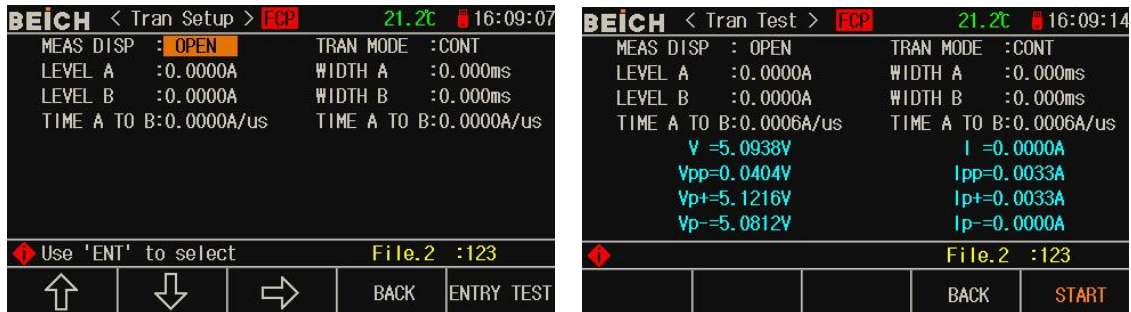 BEICH < Tran Setup > FCP 21.2℃ 16:09:07
MEAS DISP : OPEN TRAN MODE :CONT
LEVEL A :0.0000A WIDTH A :0.000ms
LEVEL B :0.0000A WIDTH B :0.000ms
TIME A TO B:0.0000A/us TIME A TO B:0.0000A/us
Use 'ENT' to select File.2 :123
BACK ENTRY TEST
BEICH < Tran Test > FCP 21.2℃ 16:09:14
MEAS DISP : OPEN TRAN MODE :CONT
LEVEL A :0.0000A WIDTH A :0.000ms
LEVEL B :0.0000A WIDTH B :0.000ms
TIME A TO B:0.0006A/us TIME A TO B:0.0006A/us
V =5.0938V I =0.0000A
Vpp=0.0404V Ipp=0.0033A
Vp+=5.1216V Ip+=0.0033A
Vp-=5.0812V Ip-=0.0000A
File.2 :123
BACK START